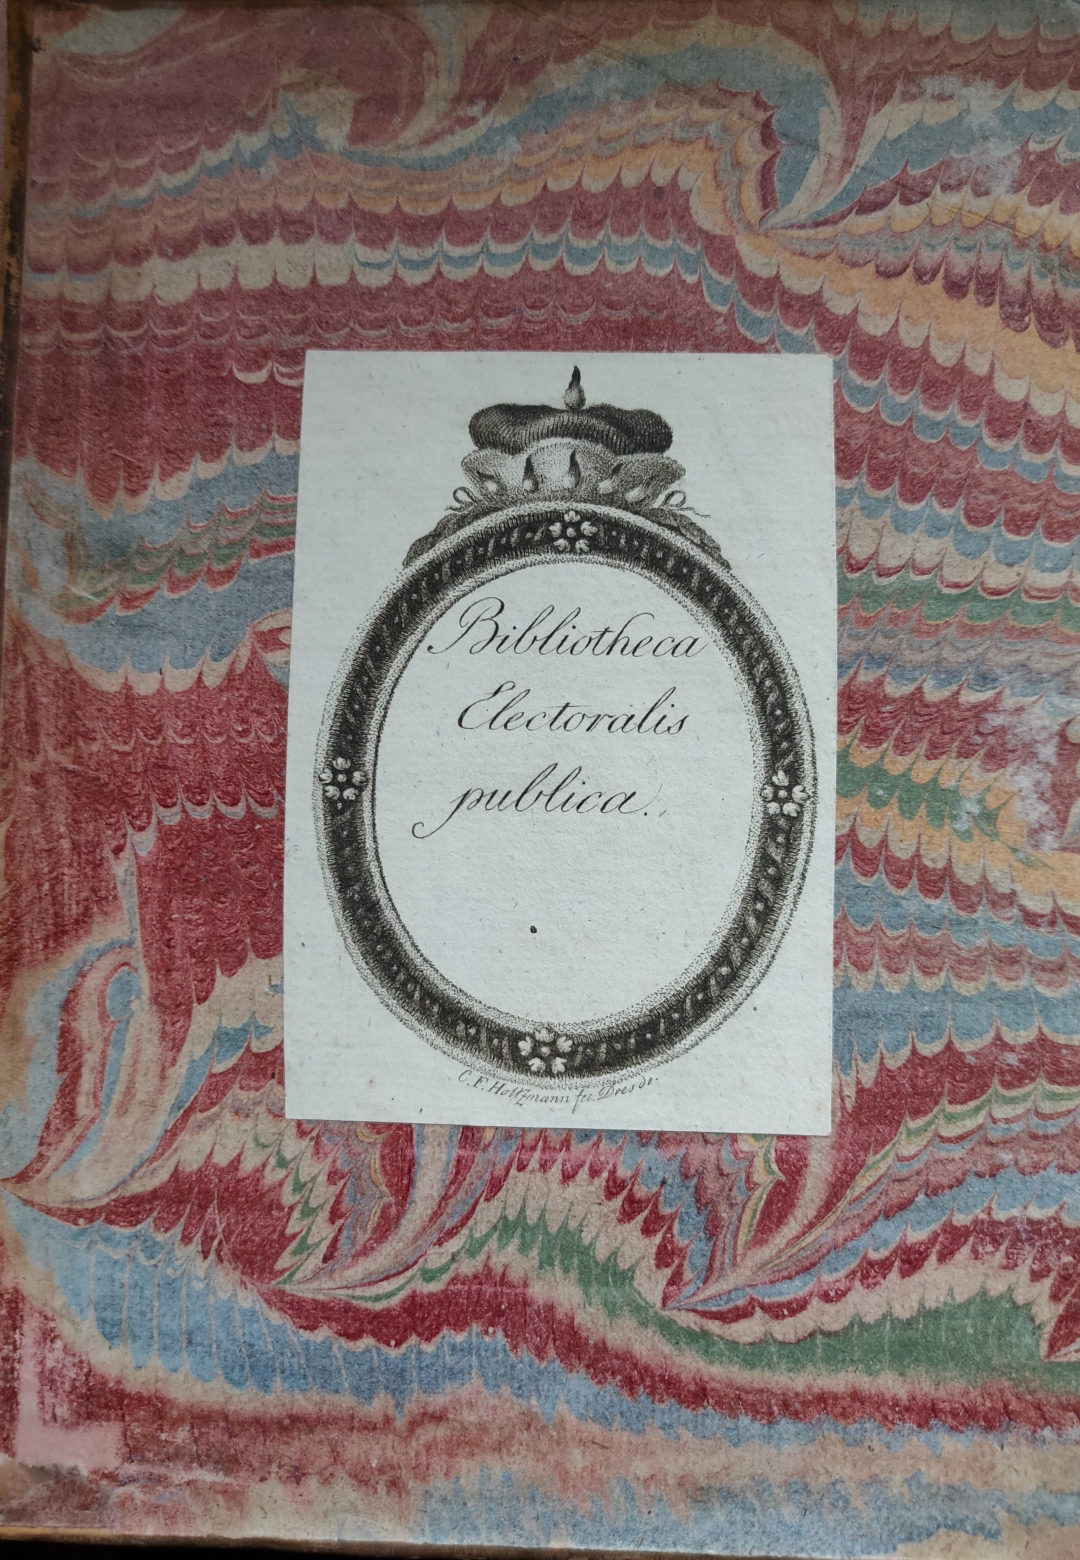 Bibliotheca
Electoralis
publica.
C. F. Holtzmann fec. Dresde.